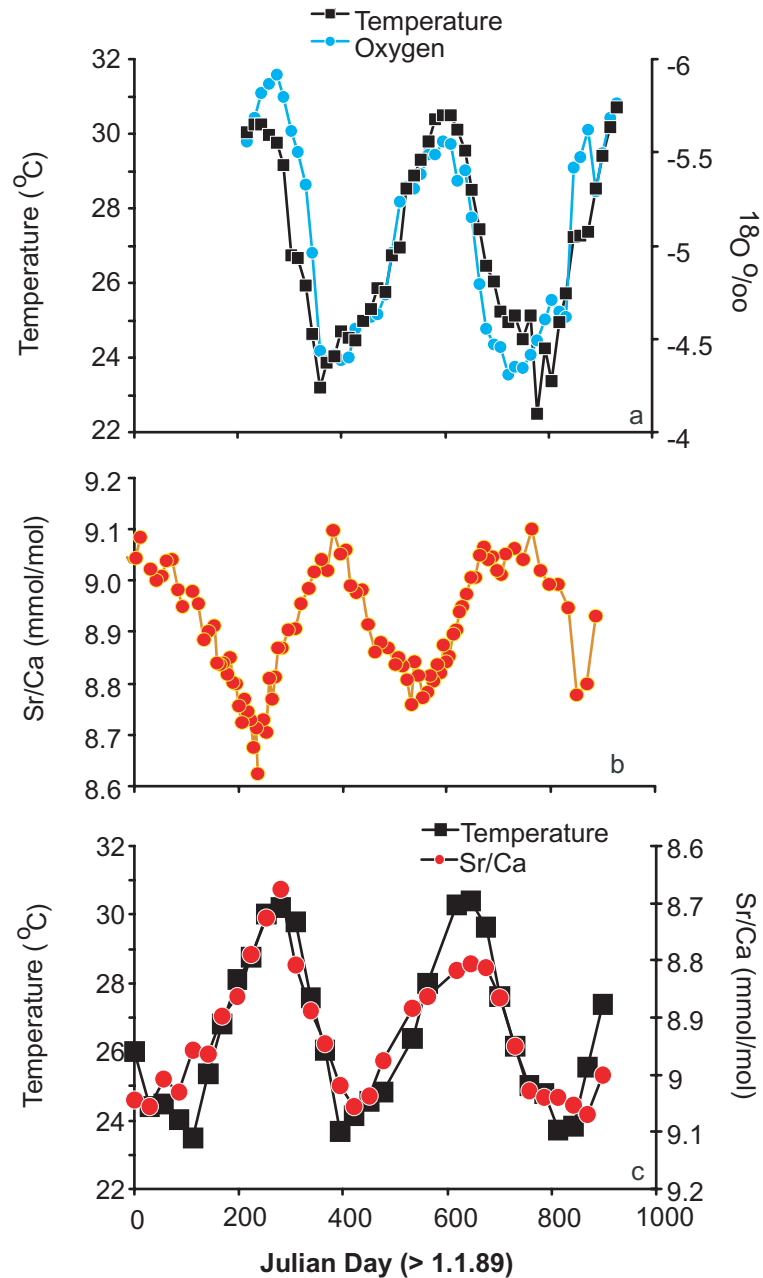 Temperature
Oxygen
32
30
28
26
24
22
Temperature (°C)
-6
-5.5
-5
-4.5
-4
18O o/oo
a
9.2
9.1
9.0
8.9
8.8
8.7
8.6
Sr/Ca (mmol/mol)
b
Temperature
Sr/Ca
32
30
28
26
24
22
Temperature (°C)
8.6
8.7
8.8
8.9
9
9.1
9.2
Sr/Ca (mmol/mol)
c
0 200 400 600 800 1000
Julian Day (> 1.1.89)